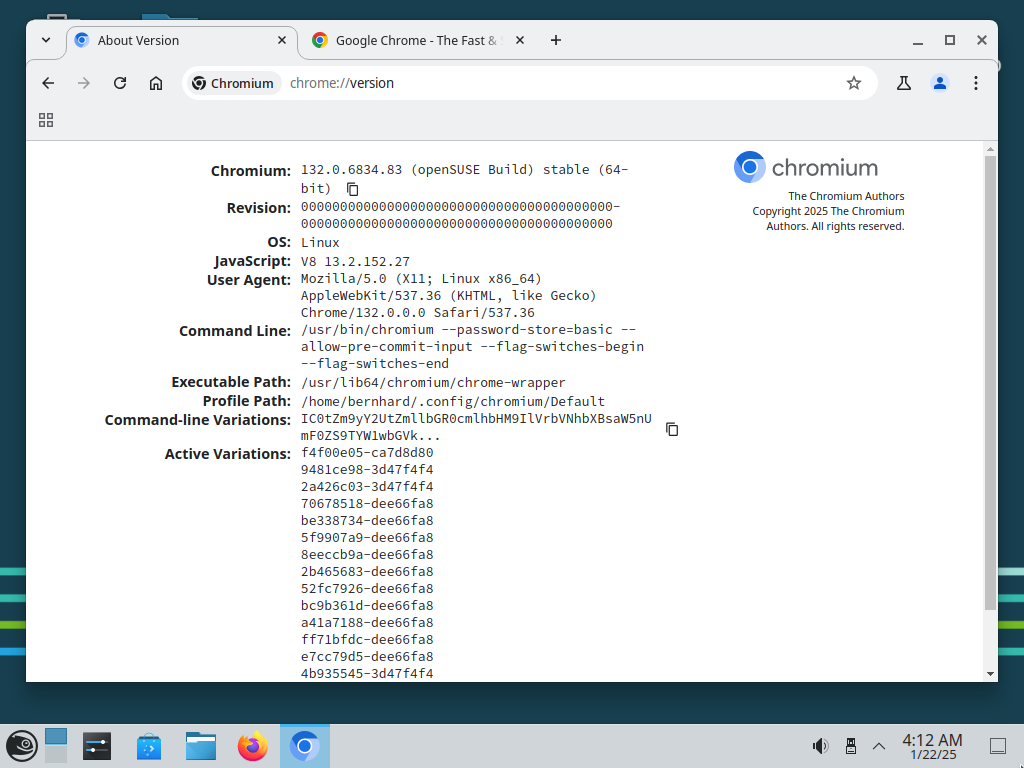 About Version
Google Chrome - The Fast &
Chromium
chrome://version
Chromium: 132.0.6834.83 (openSUSE Build) stable (64-
bit)
Revision: 0000000000000000000000000000000000000000-
0000000000000000000000000000000000000000
OS: Linux
JavaScript: V8 13.2.152.27
User Agent: Mozilla/5.0 (X11; Linux x86_64)
AppleWebKit/537.36 (KHTML, like Gecko)
Chrome/132.0.0.0 Safari/537.36
Command Line: /usr/bin/chromium --password-store=basic --
allow-pre-commit-input --flag-switches-begin
--flag-switches-end
Executable Path: /usr/lib64/chromium/chrome-wrapper
Profile Path: /home/bernhard/.config/chromium/Default
Command-line Variations: IC0tZm9yY2UtZmllbGR0cmlhbHM9IlVrbVNhbXBsaW5nU
mF0ZS9TYW1wbGVk...
Active Variations: f4f00e05-ca7d8d80
9481ce98-3d47f4f4
2a426c03-3d47f4f4
70678518-dee66fa8
be338734-dee66fa8
5f9907a9-dee66fa8
8eeccb9a-dee66fa8
2b465683-dee66fa8
52fc7926-dee66fa8
bc9b361d-dee66fa8
a41a7188-dee66fa8
ff71bfdc-dee66fa8
e7cc79d5-dee66fa8
4b935545-3d47f4f4
chromium
The Chromium Authors
Copyright 2025 The Chromium
Authors. All rights reserved.
4:12 AM
1/22/25